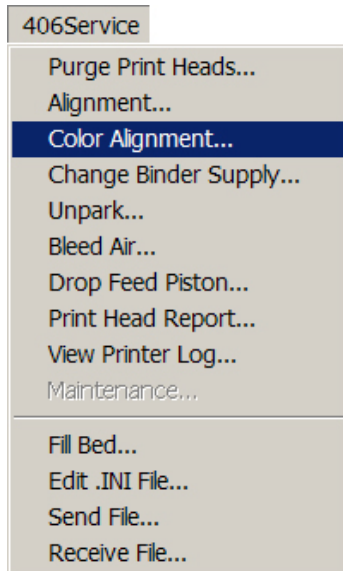 406Service
Purge Print Heads...
Alignment...
Color Alignment...
Change Binder Supply...
Unpark...
Bleed Air...
Drop Feed Piston...
Print Head Report...
View Printer Log...
Maintenance...
Fill Bed...
Edit .INI File...
Send File...
Receive File...